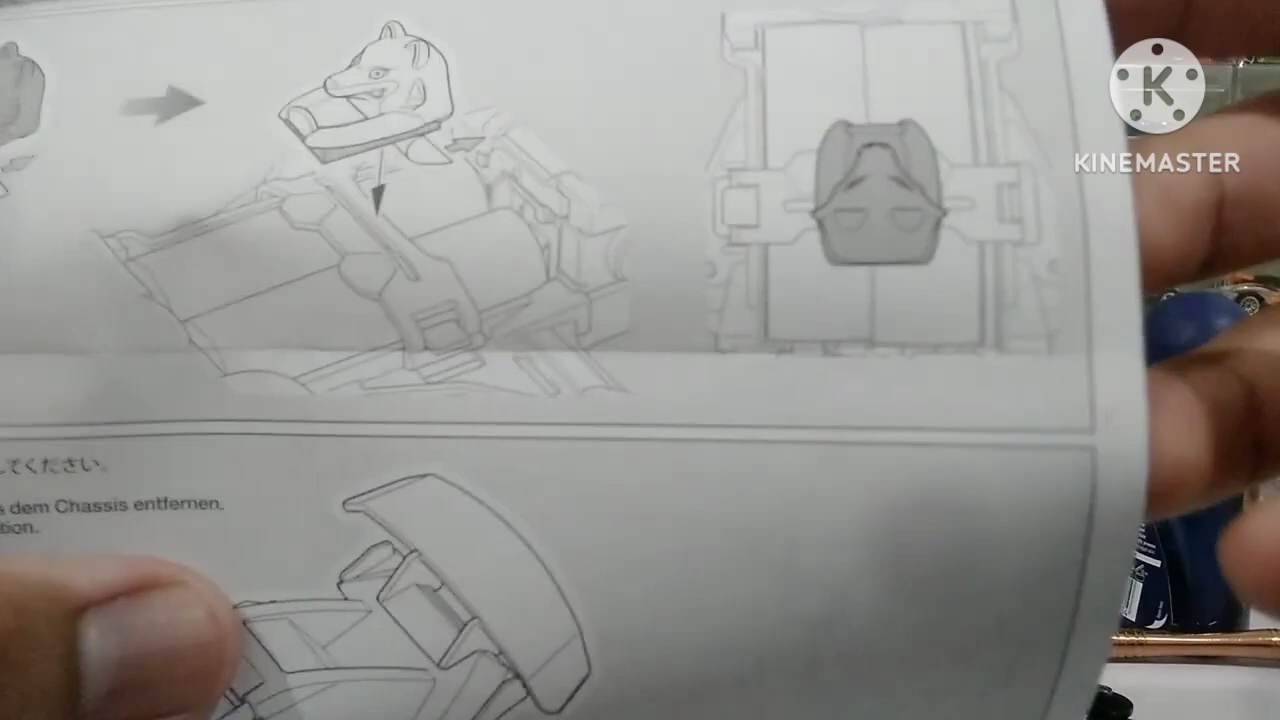 KINEMASTER
てください。
dem Chassis entfernen.
tion.